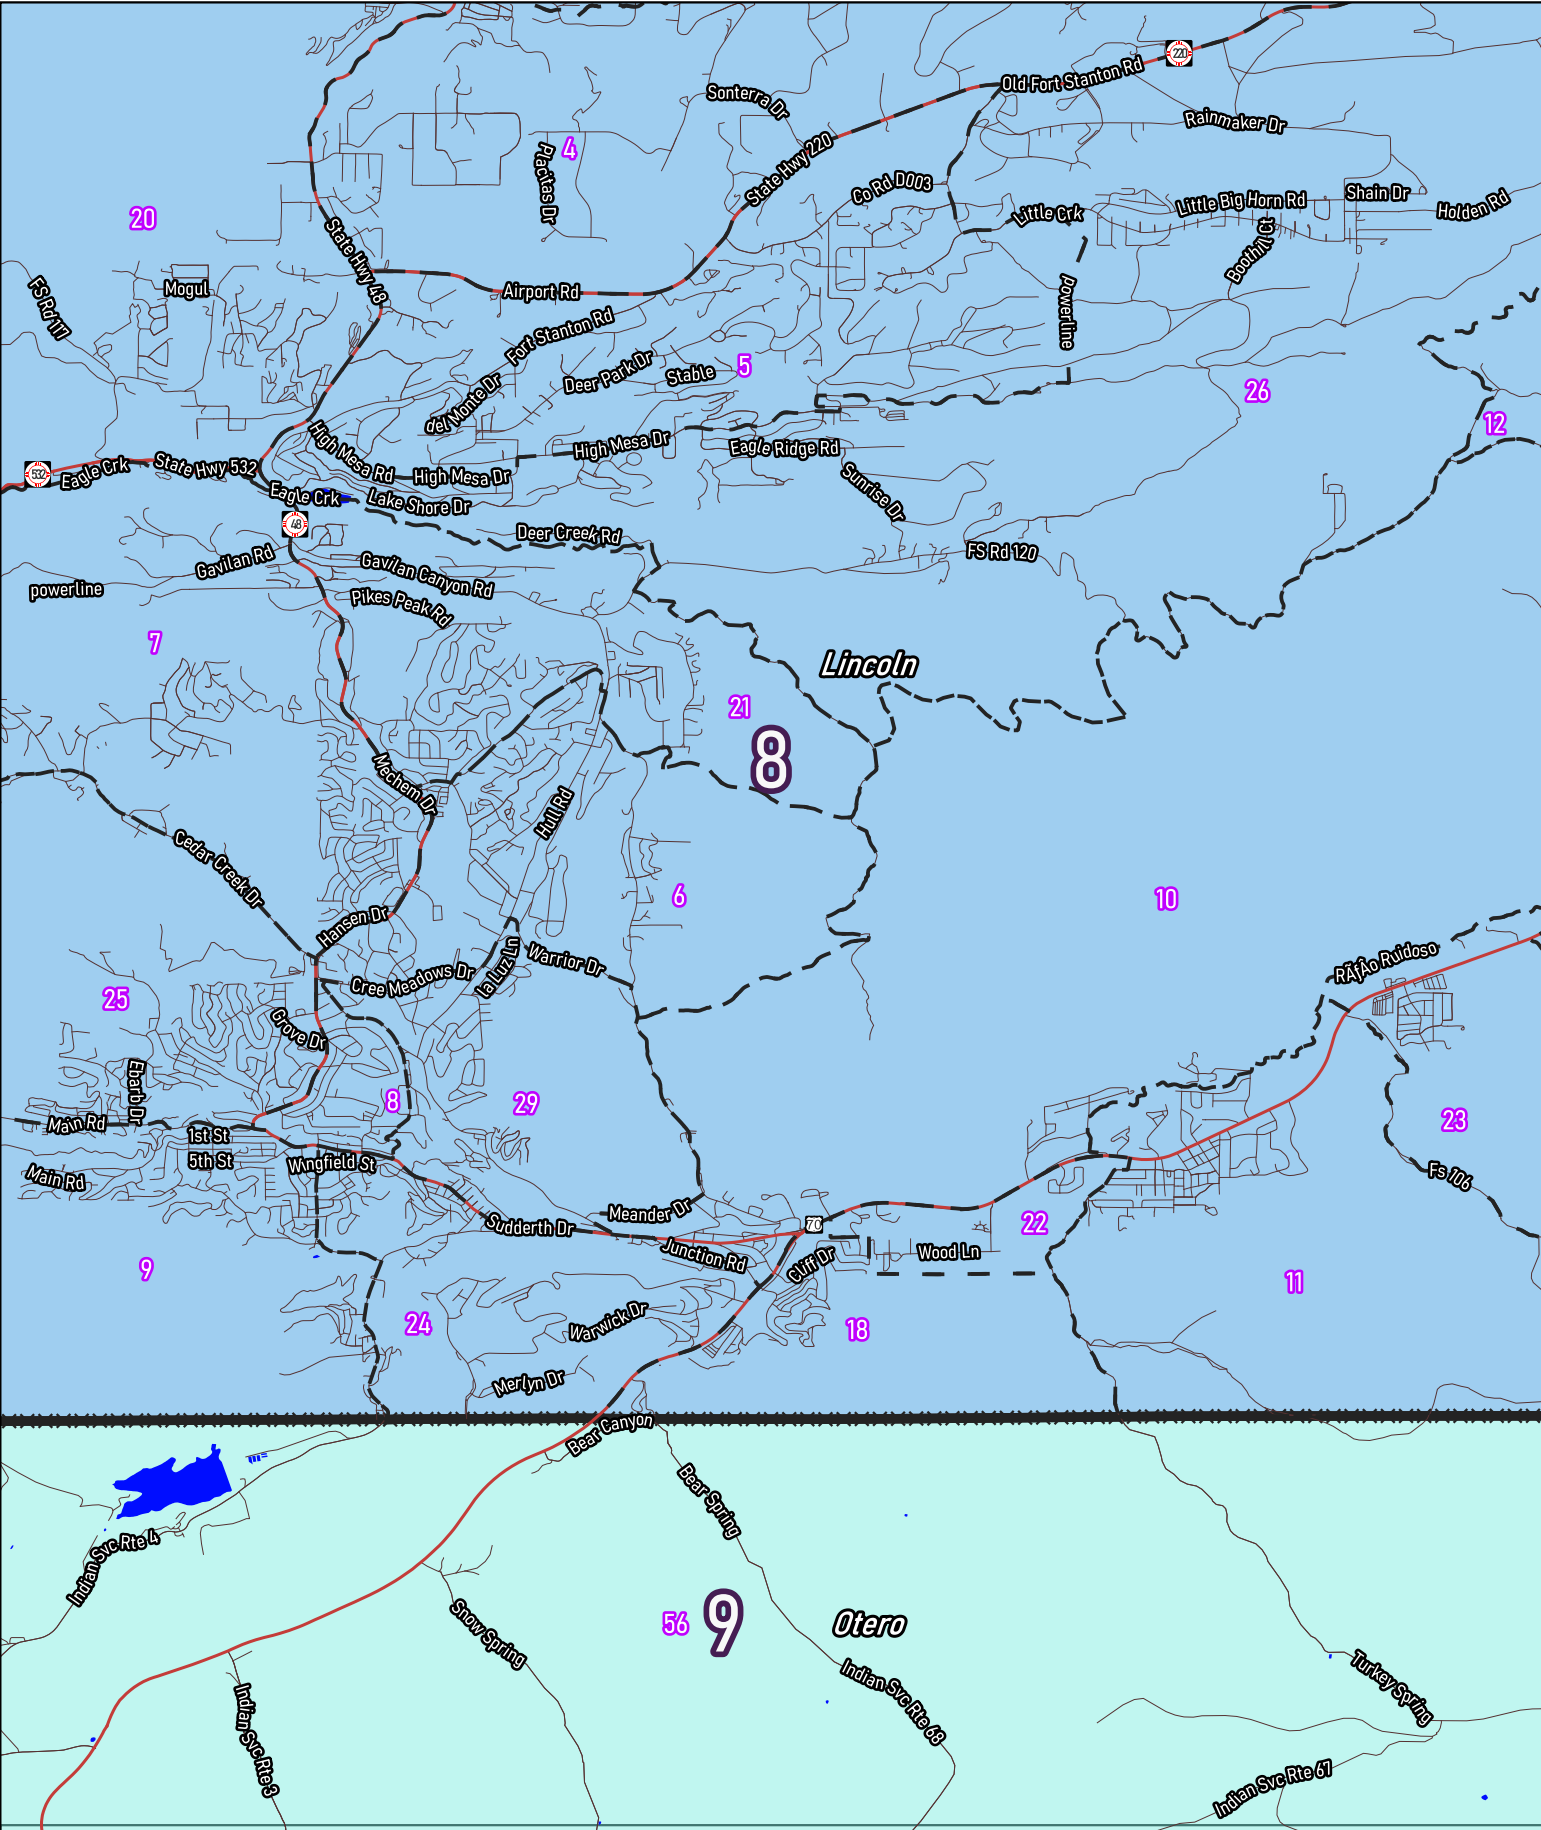 220
Old Fort Stanton Rd
Sonterra Dr
Rainmaker Dr
4
State Hwy 220
Placitas Dr
Co Rd D003
Shain Dr
Little Big Horn Rd
Holden Rd
Little Crk
20
State Hwy 48
Boothil Ct
Mogul
Airport Rd
FS Rd 117
Powerline
Fort Stanton Rd
Deer Park Dr
Stable
5
26
del Monte Dr
12
High Mesa Rd
High Mesa Dr
Eagle Ridge Rd
532
Eagle Crk
State Hwy 532
High Mesa Dr
Sunrise Dr
Eagle Crk
Lake Shore Dr
48
Deer Creek Rd
FS Rd 120
Gavilan Rd
Gavilan Canyon Rd
powerline
Pikes Peak Rd
7
Lincoln
21
8
Mechem Dr
Hull Rd
Cedar Creek Dr
6
10
Hansen Dr
RÃƒÂo Ruidoso
Warrior Dr
La Luz Ln
Cree Meadows Dr
25
Grove Dr
Ebarb Dr
8
29
23
Main Rd
1st St
5th St
Wingfield St
Main Rd
Fs 106
Meander Dr
Sudderth Dr
70
22
Junction Rd
Wood Ln
Cliff Dr
9
11
24
Warwick Dr
18
Merlyn Dr
Bear Canyon
Bear Spring
Indian Svc Rte 4
56
9
Otero
Snow Spring
Indian Svc Rte 68
Turkey Spring
Indian Svc Rte 3
Indian Svc Rte 67